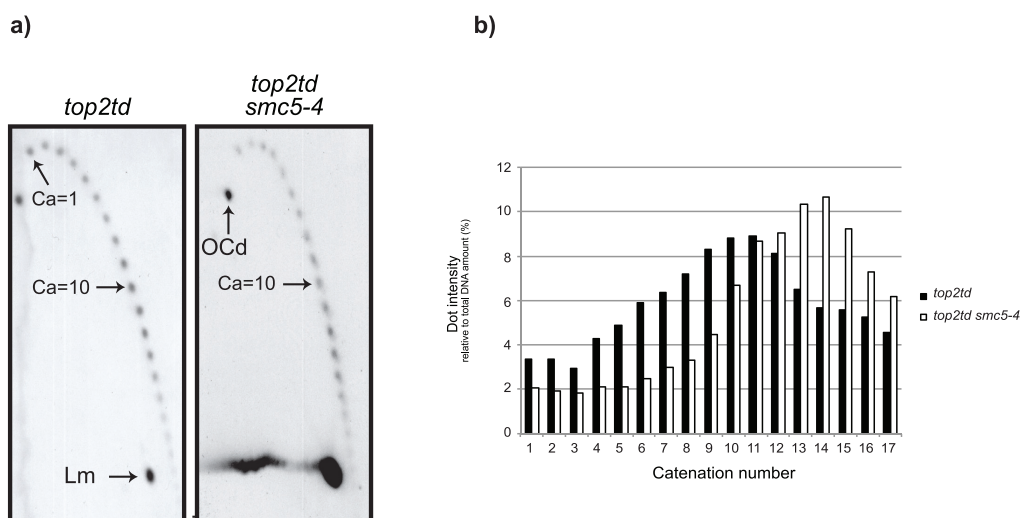 a)
top2td
top2td
smc5-4
Ca=1
OCd
Ca=10
Ca=10
Lm
b)
Dot intensity
relative to total DNA amount (%)
12
10
8
6
4
2
0
1 2 3 4 5 6 7 8 9 10 11 12 13 14 15 16 17
Catenation number
top2td
top2td smc5-4